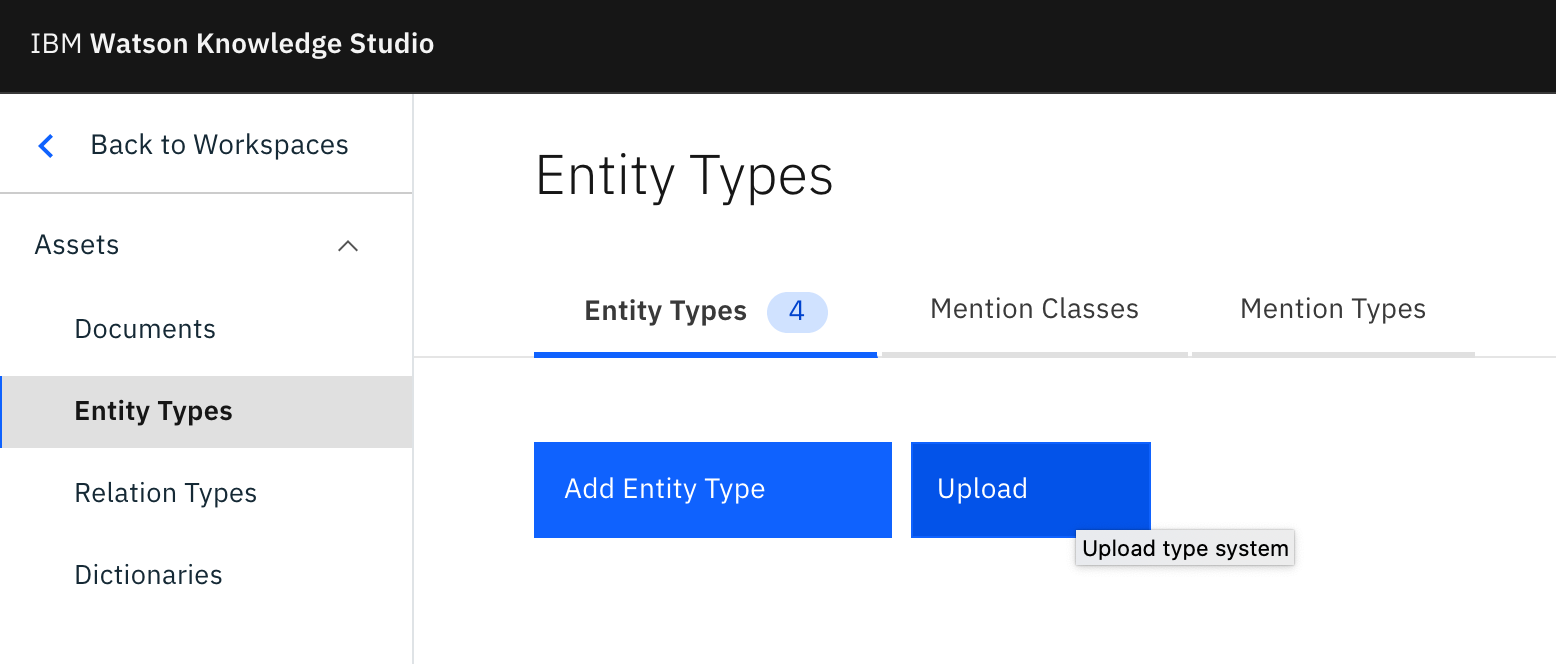 IBM Watson Knowledge Studio
Back to Workspaces
Assets
Documents
Entity Types
Relation Types
Dictionaries
Entity Types
Entity Types 4 Mention Classes Mention Types
Add Entity Type Upload
Upload type system